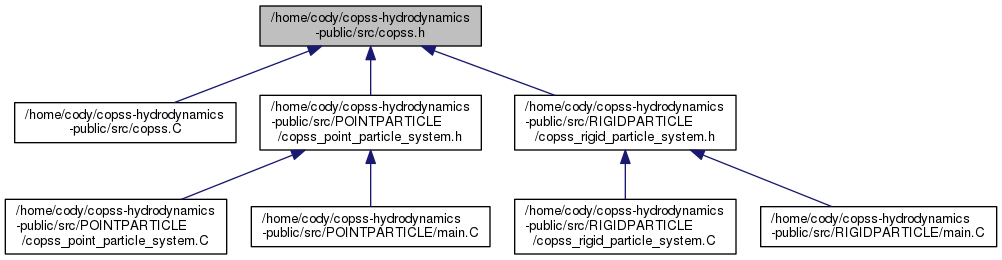 /home/cody/copss-hydrodynamics
-public/src/copss.h
/home/cody/copss-hydrodynamics
-public/src/copss.C
/home/cody/copss-hydrodynamics
-public/src/POINTPARTICLE
/copss_point_particle_system.h
/home/cody/copss-hydrodynamics
-public/src/RIGIDPARTICLE
/copss_rigid_particle_system.h
/home/cody/copss-hydrodynamics
-public/src/POINTPARTICLE
/copss_point_particle_system.C
/home/cody/copss-hydrodynamics
-public/src/POINTPARTICLE/main.C
/home/cody/copss-hydrodynamics
-public/src/RIGIDPARTICLE
/copss_rigid_particle_system.C
/home/cody/copss-hydrodynamics
-public/src/RIGIDPARTICLE/main.C